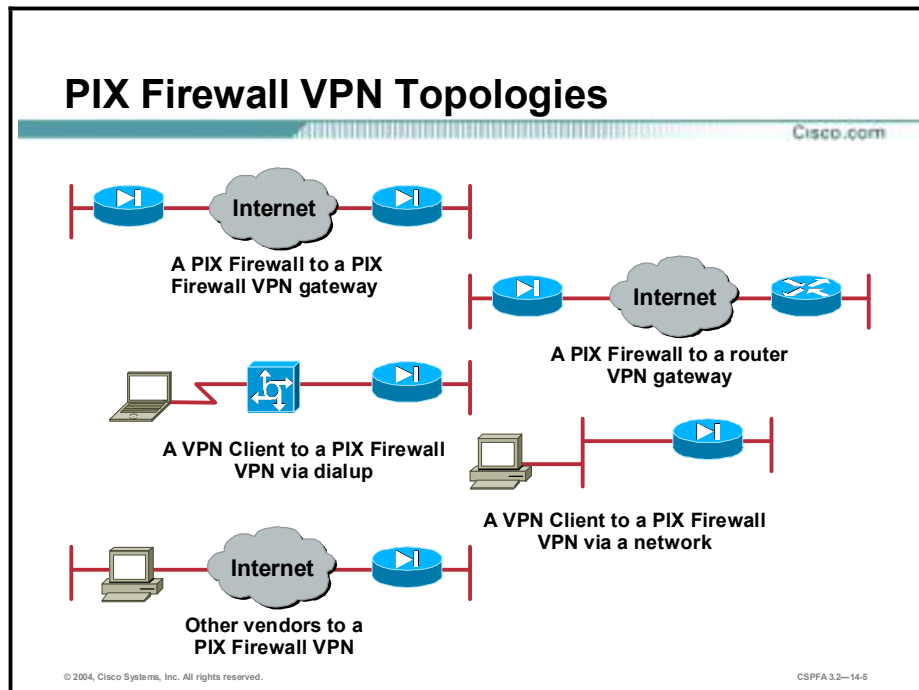 PIX Firewall VPN Topologies
Cisco.com
Internet
A PIX Firewall to a PIX
Firewall VPN gateway
Internet
A PIX Firewall to a router
VPN gateway
A VPN Client to a PIX Firewall
VPN via dialup
A VPN Client to a PIX Firewall
VPN via a network
Internet
Other vendors to a
PIX Firewall VPN
© 2004, Cisco Systems, Inc. All rights reserved.
CSPFA 3.2—14-5